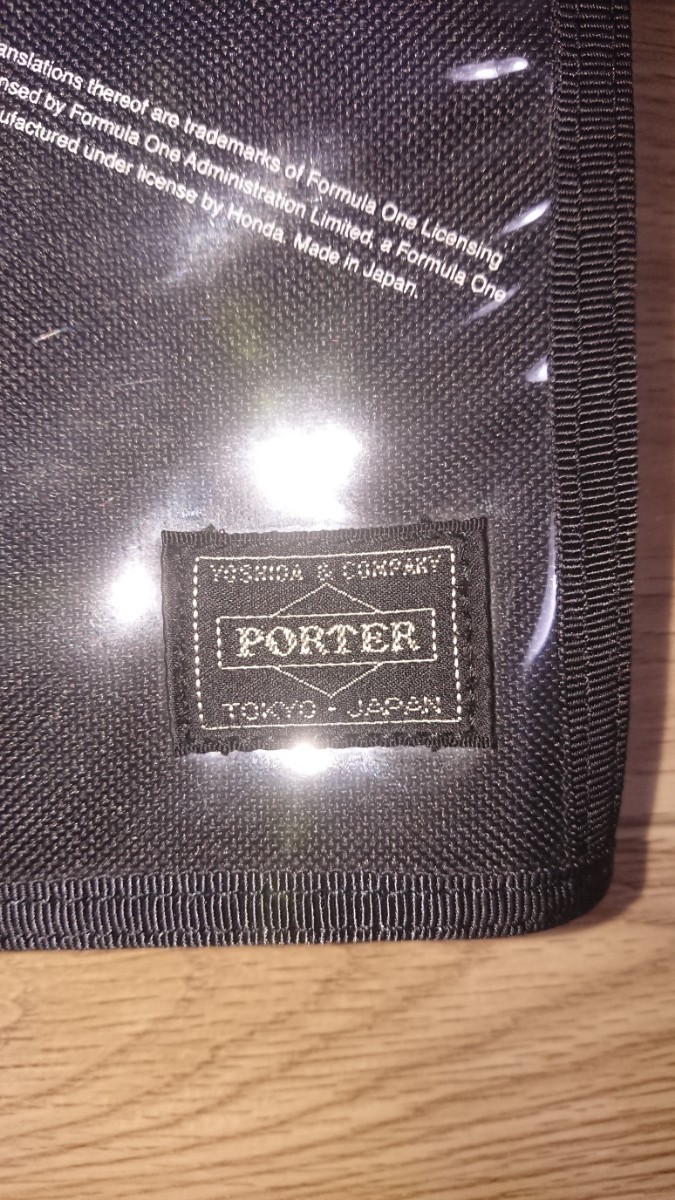 anslations thereof are trademarks of Formula One Licensing
nsed by Formula One Administration Limited, a Formula One
ufactured under license by Honda. Made in Japan.
YOSHIDA & COMPANY
PORTER
TOKYO - JAPAN